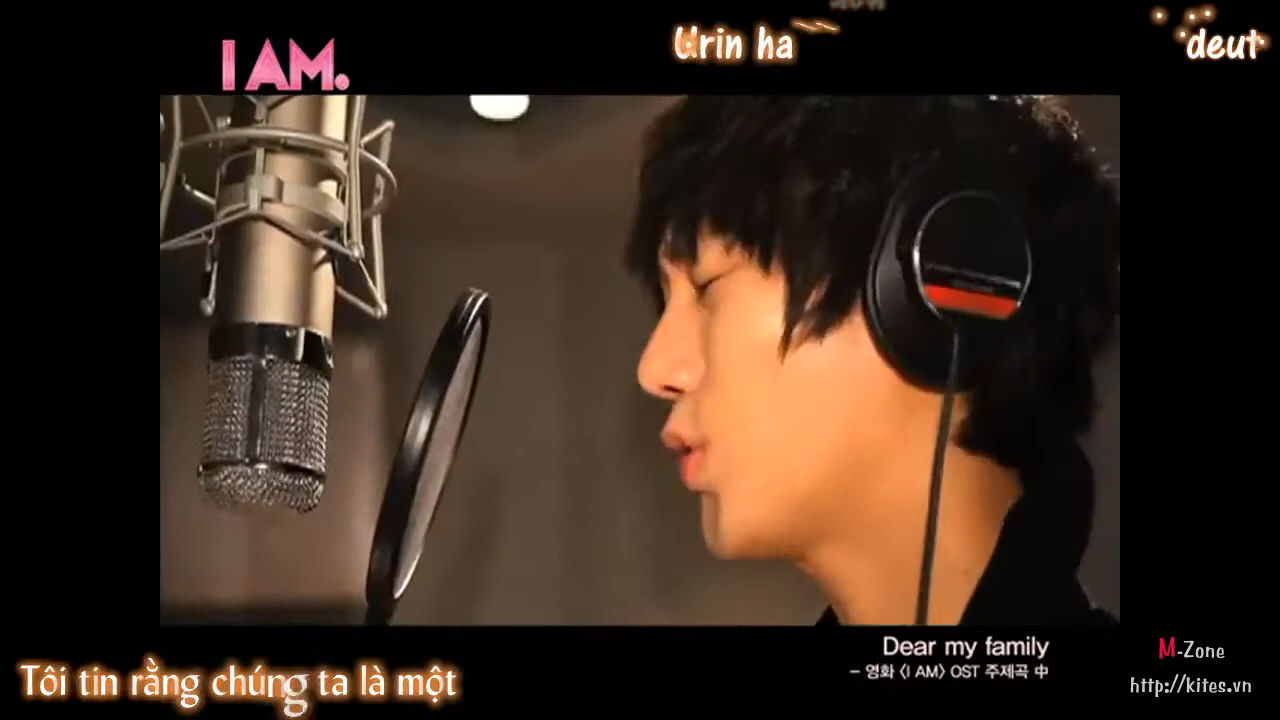 I AM.
Urin ha
deut
Dear my family
- 영화 <I AM> OST 주제곡 中
M-Zone
http://kites.vn
Tôi tin rằng chúng ta là một